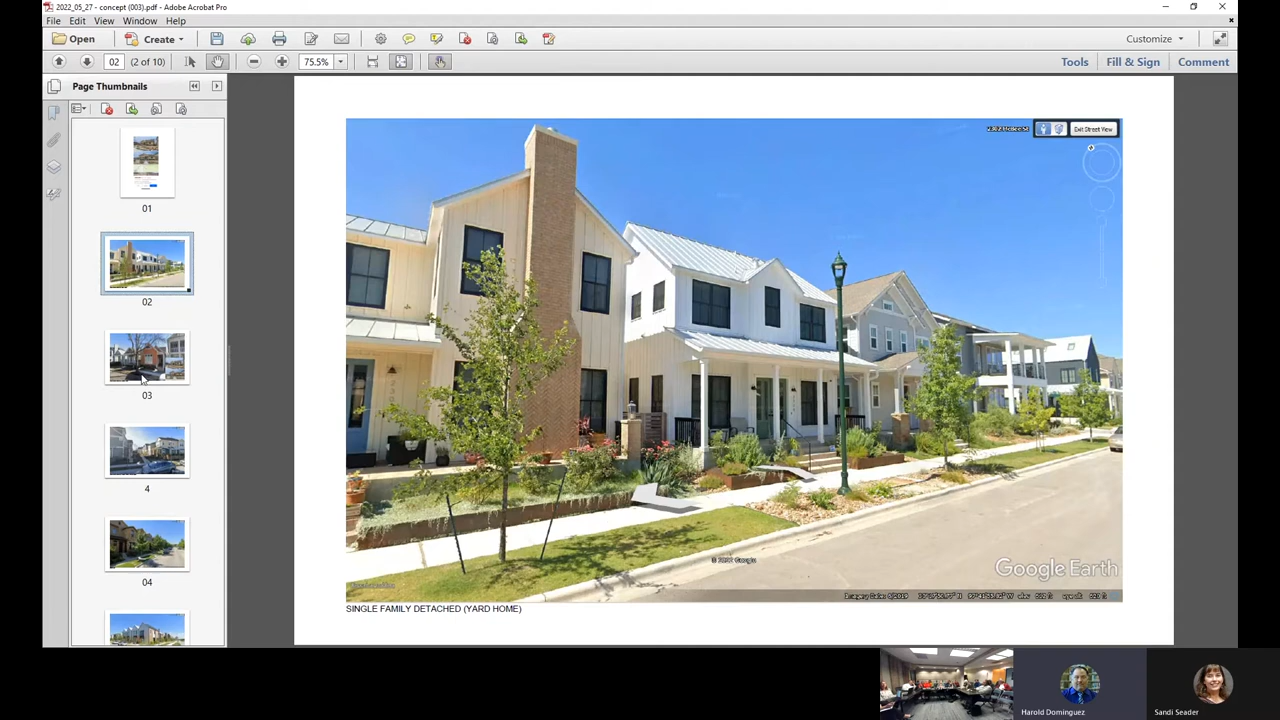 2022_05_27 - concept (003).pdf - Adobe Acrobat Pro
File Edit View Window Help
Open Create Customize
02 (2 of 10) 75.5% Tools Fill & Sign Comment
Page Thumbnails
01
02
03
4
04
Exit Street View
© 2022 Google
Google Earth
SINGLE FAMILY DETACHED (YARD HOME)
Harold Dominguez
Sandi Seader